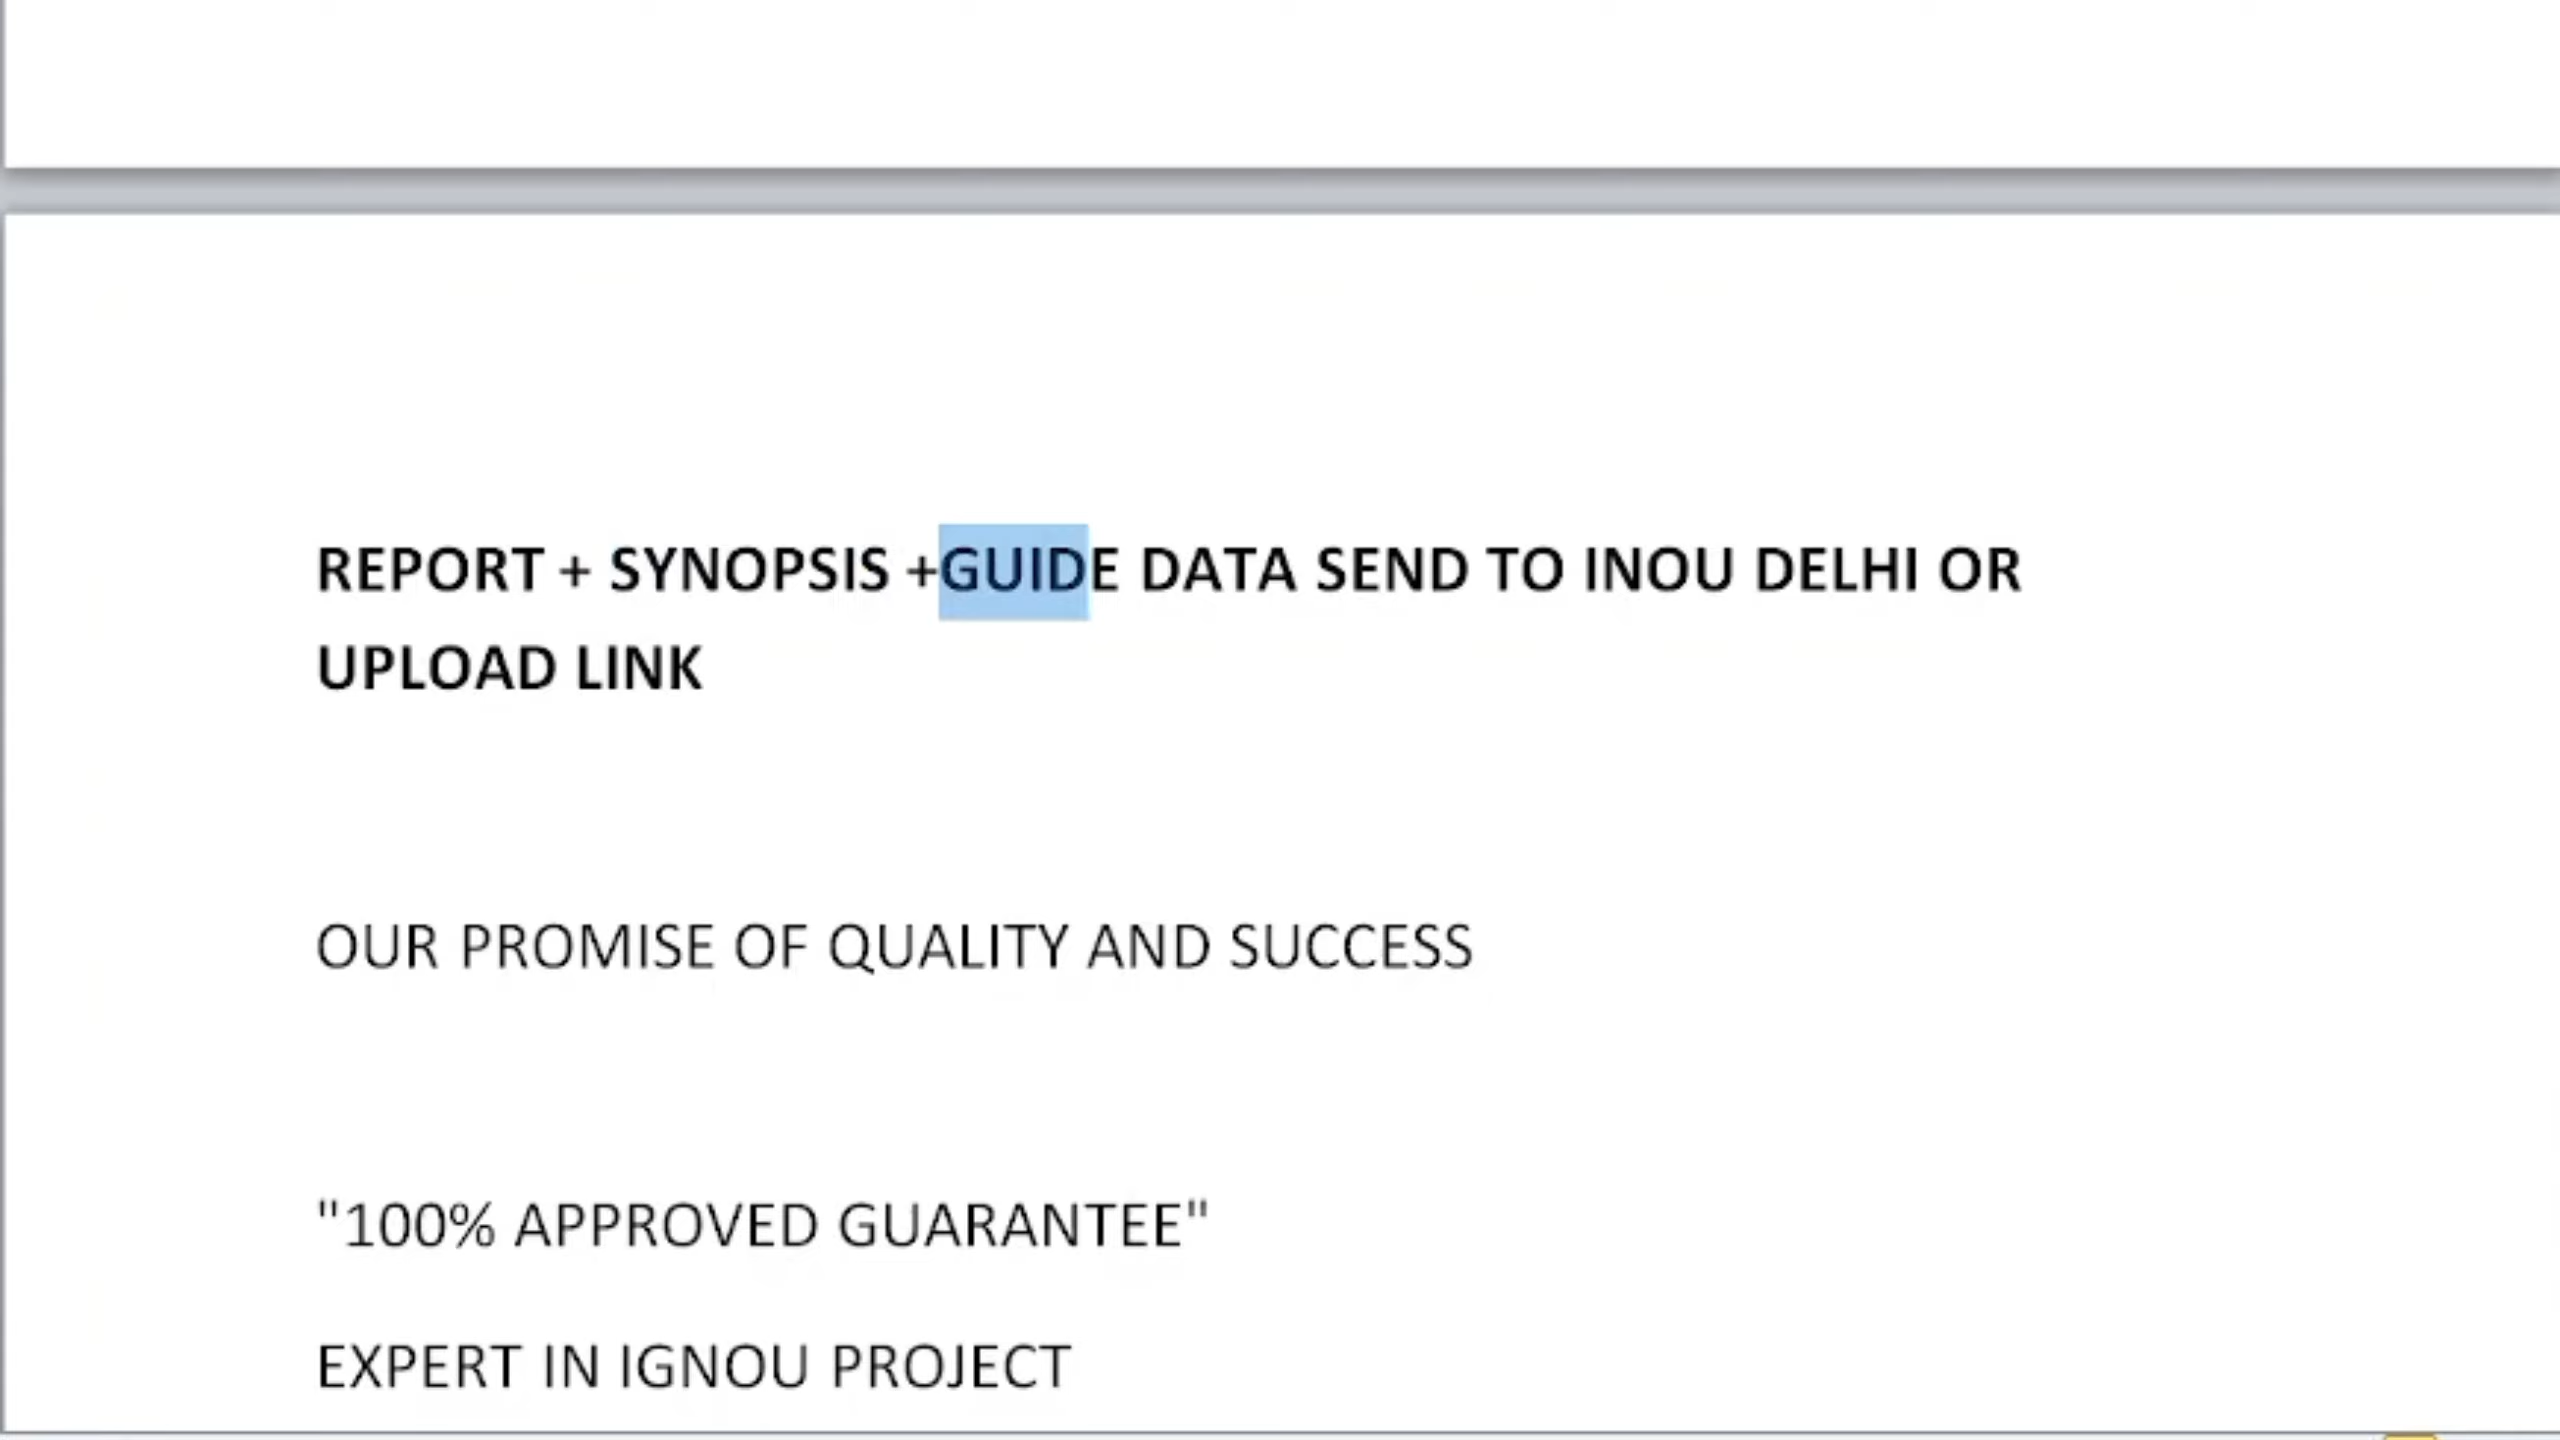 REPORT + SYNOPSIS +GUIDE DATA SEND TO INOU DELHI OR
UPLOAD LINK
OUR PROMISE OF QUALITY AND SUCCESS
"100% APPROVED GUARANTEE"
EXPERT IN IGNOU PROJECT